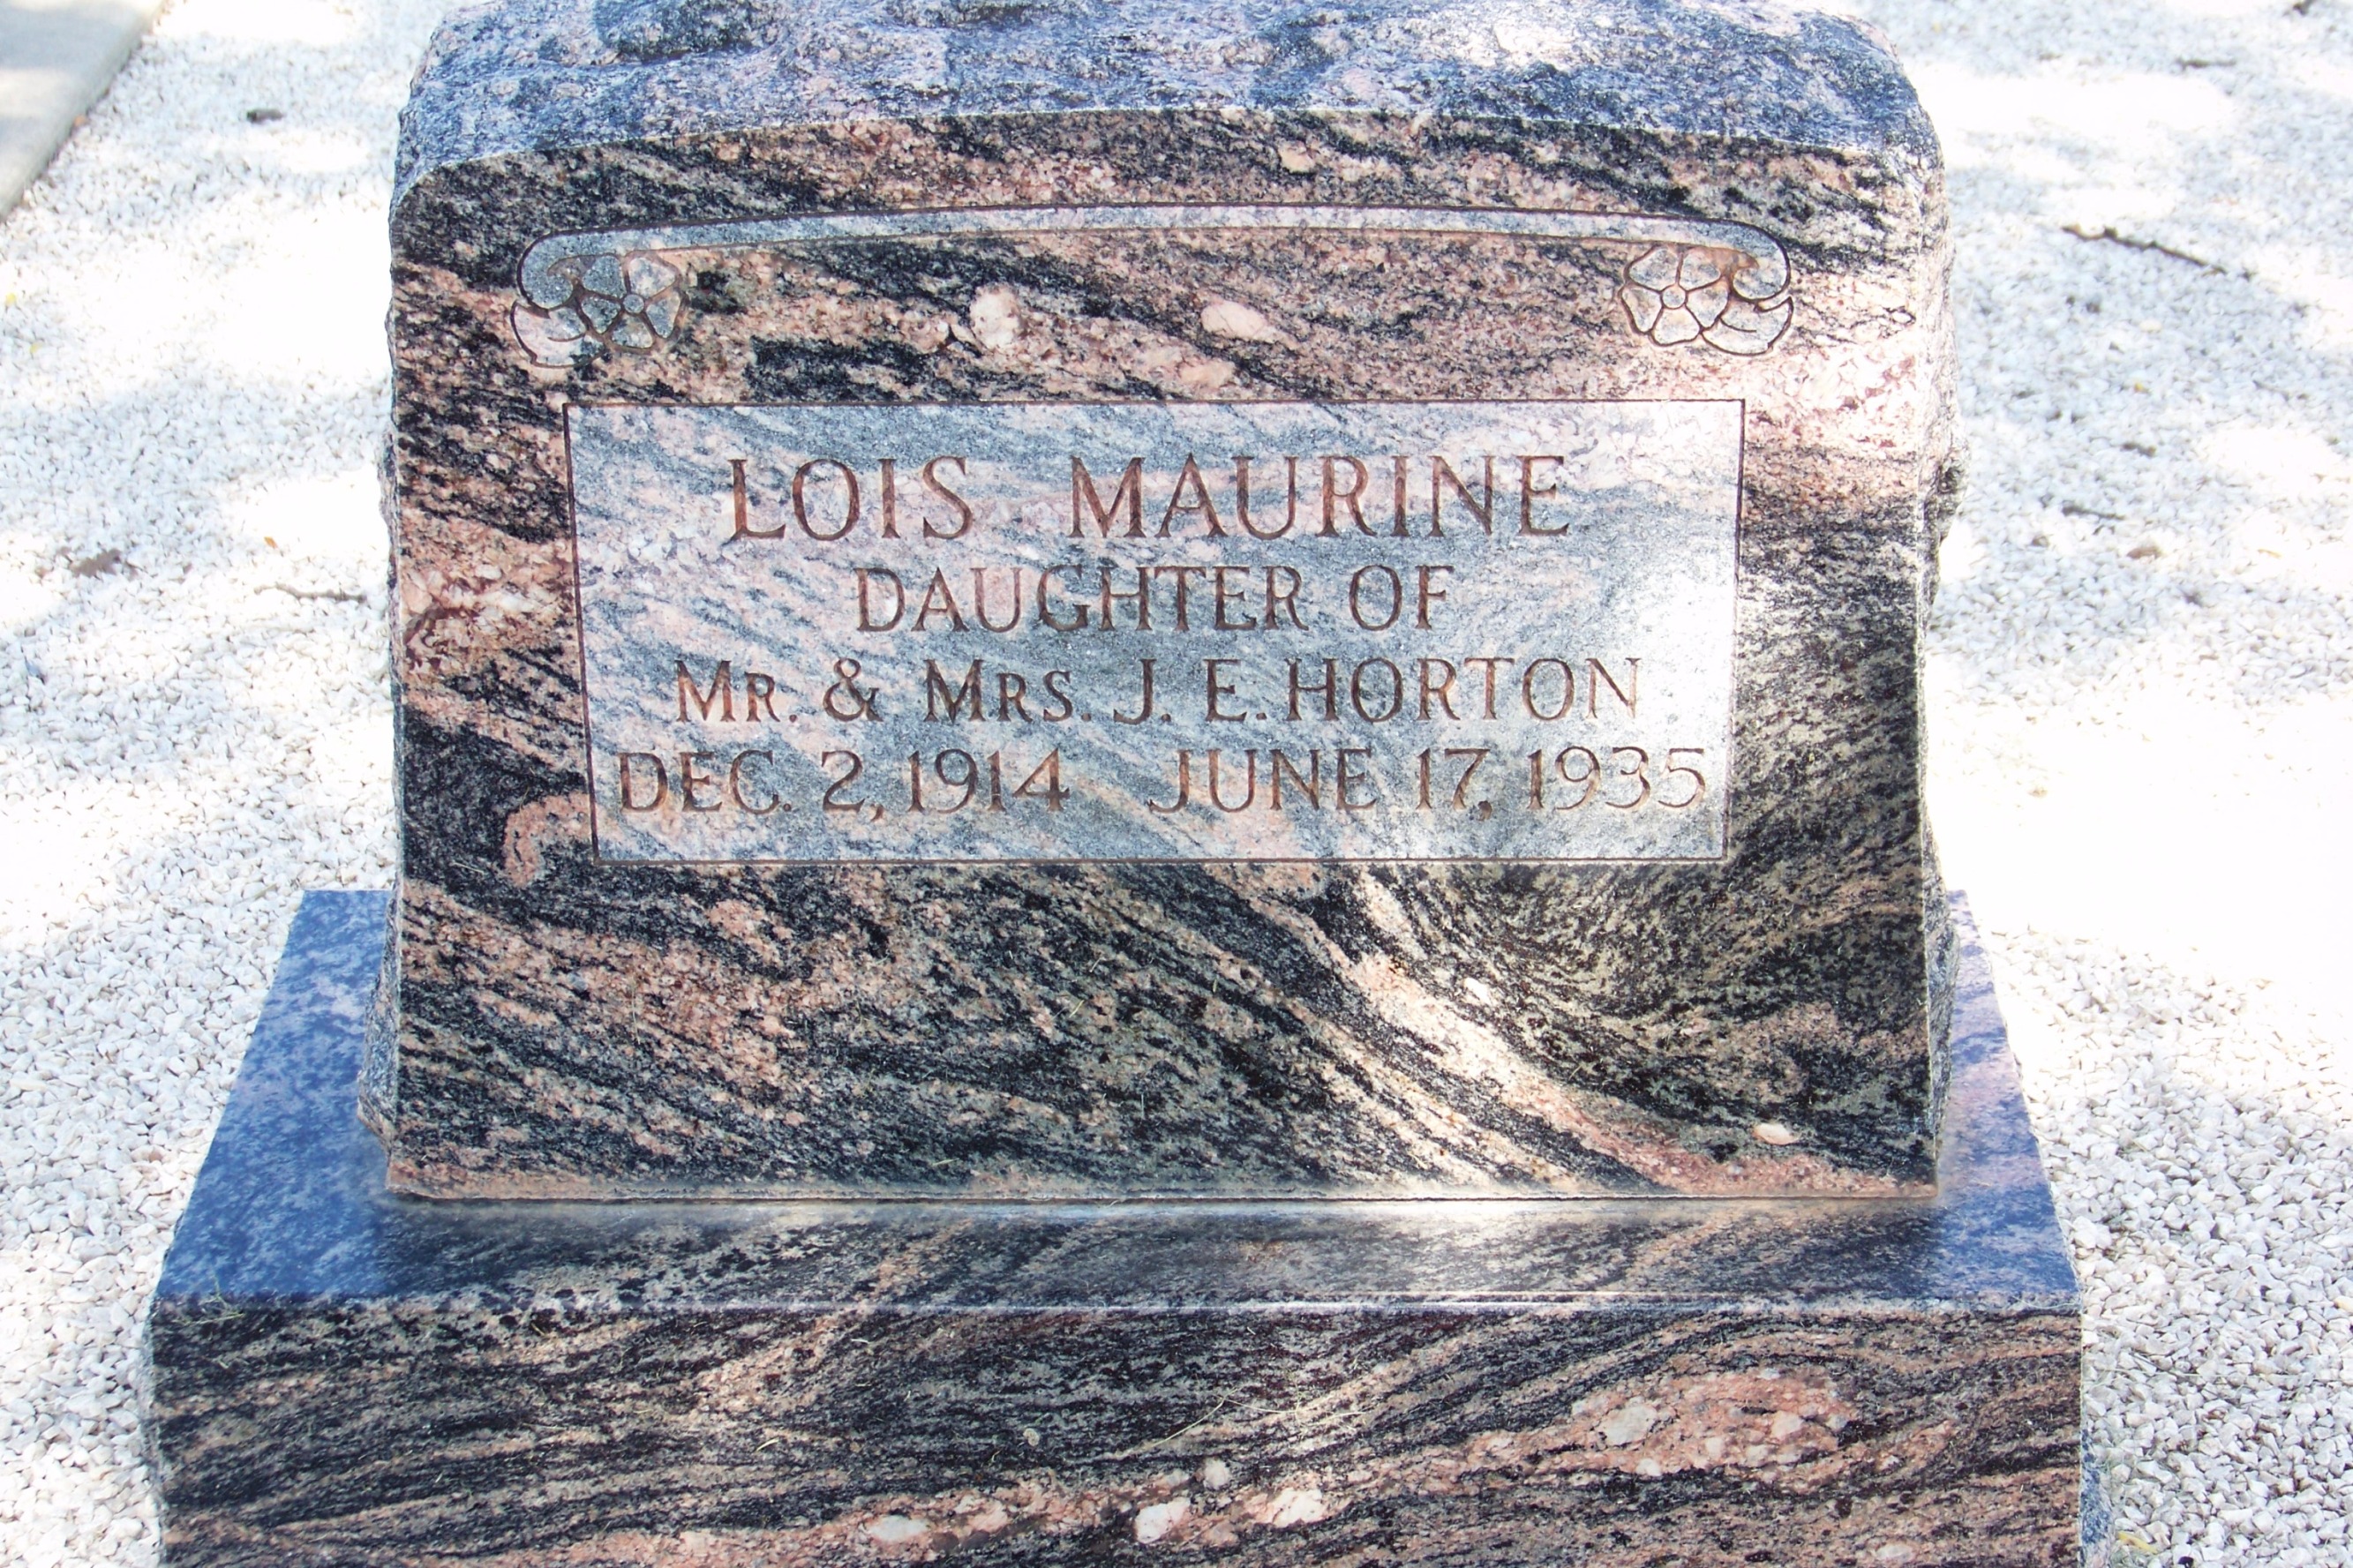 LOIS MAURINE
DAUGHTER OF
MR. & MRS. J. E. HORTON
DEC. 2, 1914 JUNE 17, 1935